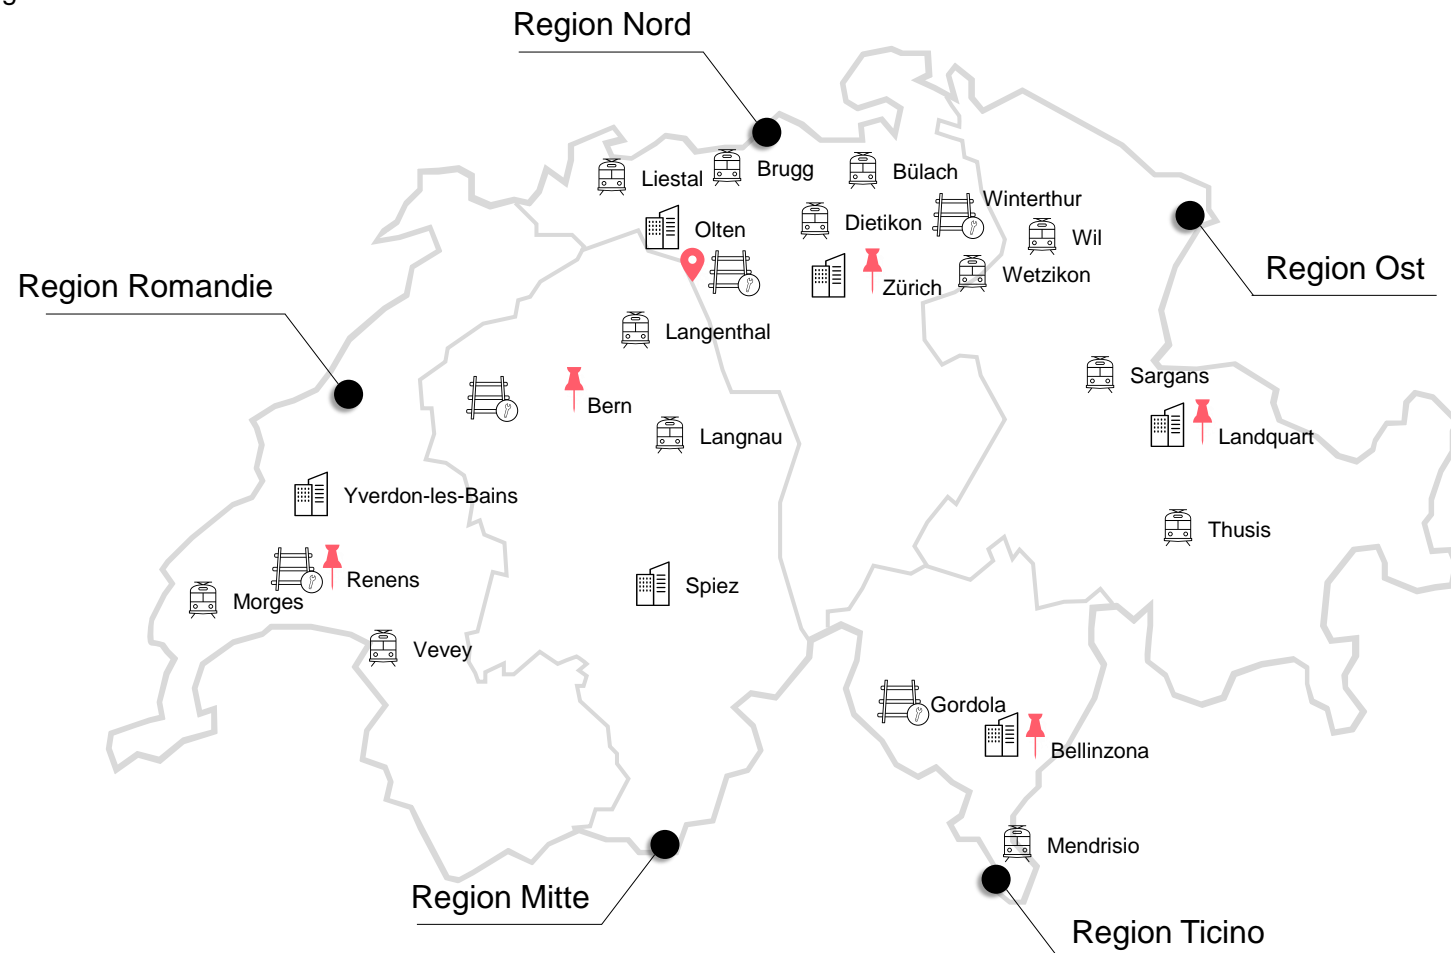 Region Nord
Liestal
Brugg
Bülach
Winterthur
Olten
Dietikon
Wil
Region Romandie
Zürich
Wetzikon
Region Ost
Langenthal
Sargans
Bern
Langnau
Landquart
Yverdon-les-Bains
Thusis
Renens
Spiez
Morges
Vevey
Gordola
Bellinzona
Mendrisio
Region Mitte
Region Ticino